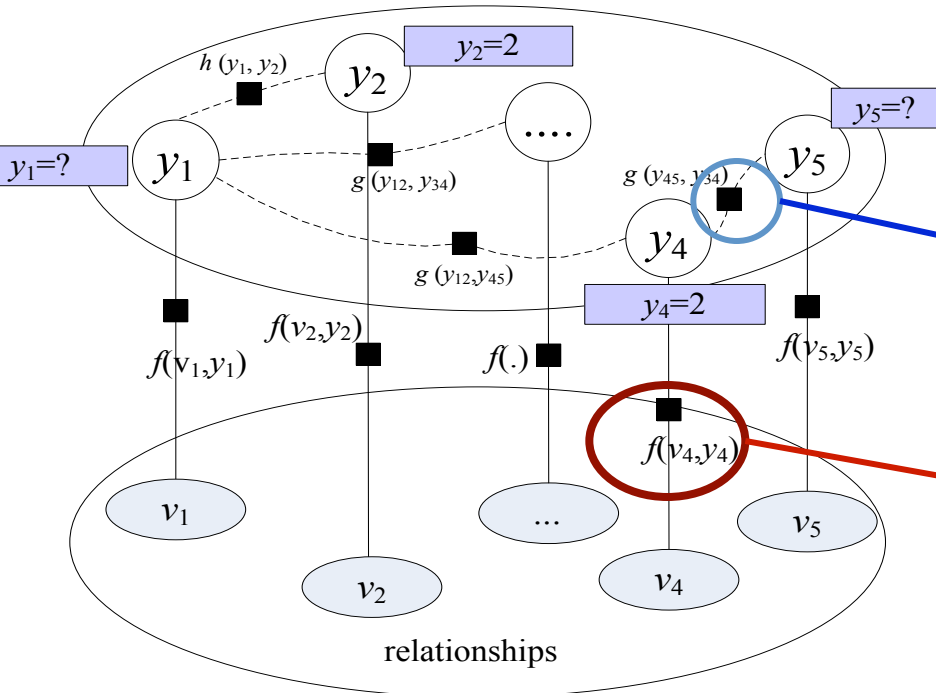 y₂=2
h (y₁, y₂)
y₂
....
y₅=?
y₁=?
y₁
y₅
g (y₁₂, y₃₄)
g (y₄₅, y₃₄)
y₄
g (y₁₂,y₄₅)
y₄=2
f(v₁,y₁)
f(v₂,y₂)
f(.)
f(v₅,y₅)
f(v₄,y₄)
v₁
...
v₅
v₂
v₄
relationships